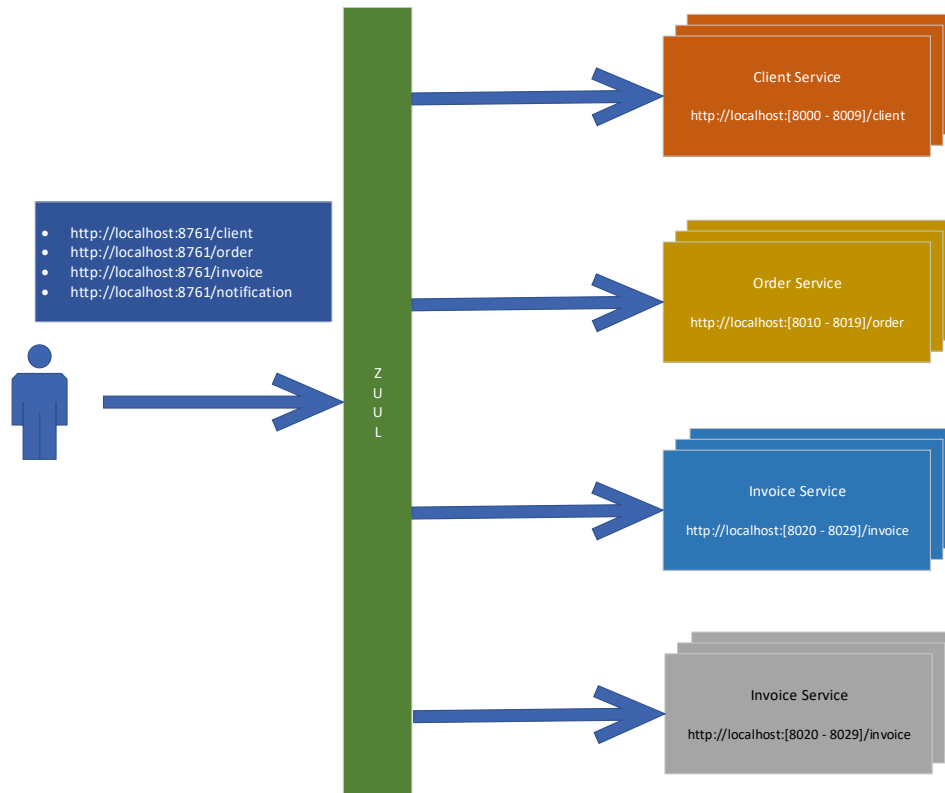 • http://localhost:8761/client
• http://localhost:8761/order
• http://localhost:8761/invoice
• http://localhost:8761/notification
Z
U
U
L
Client Service
http://localhost:[8000 - 8009]/client
Order Service
http://localhost:[8010 - 8019]/order
Invoice Service
http://localhost:[8020 - 8029]/invoice
Invoice Service
http://localhost:[8020 - 8029]/invoice